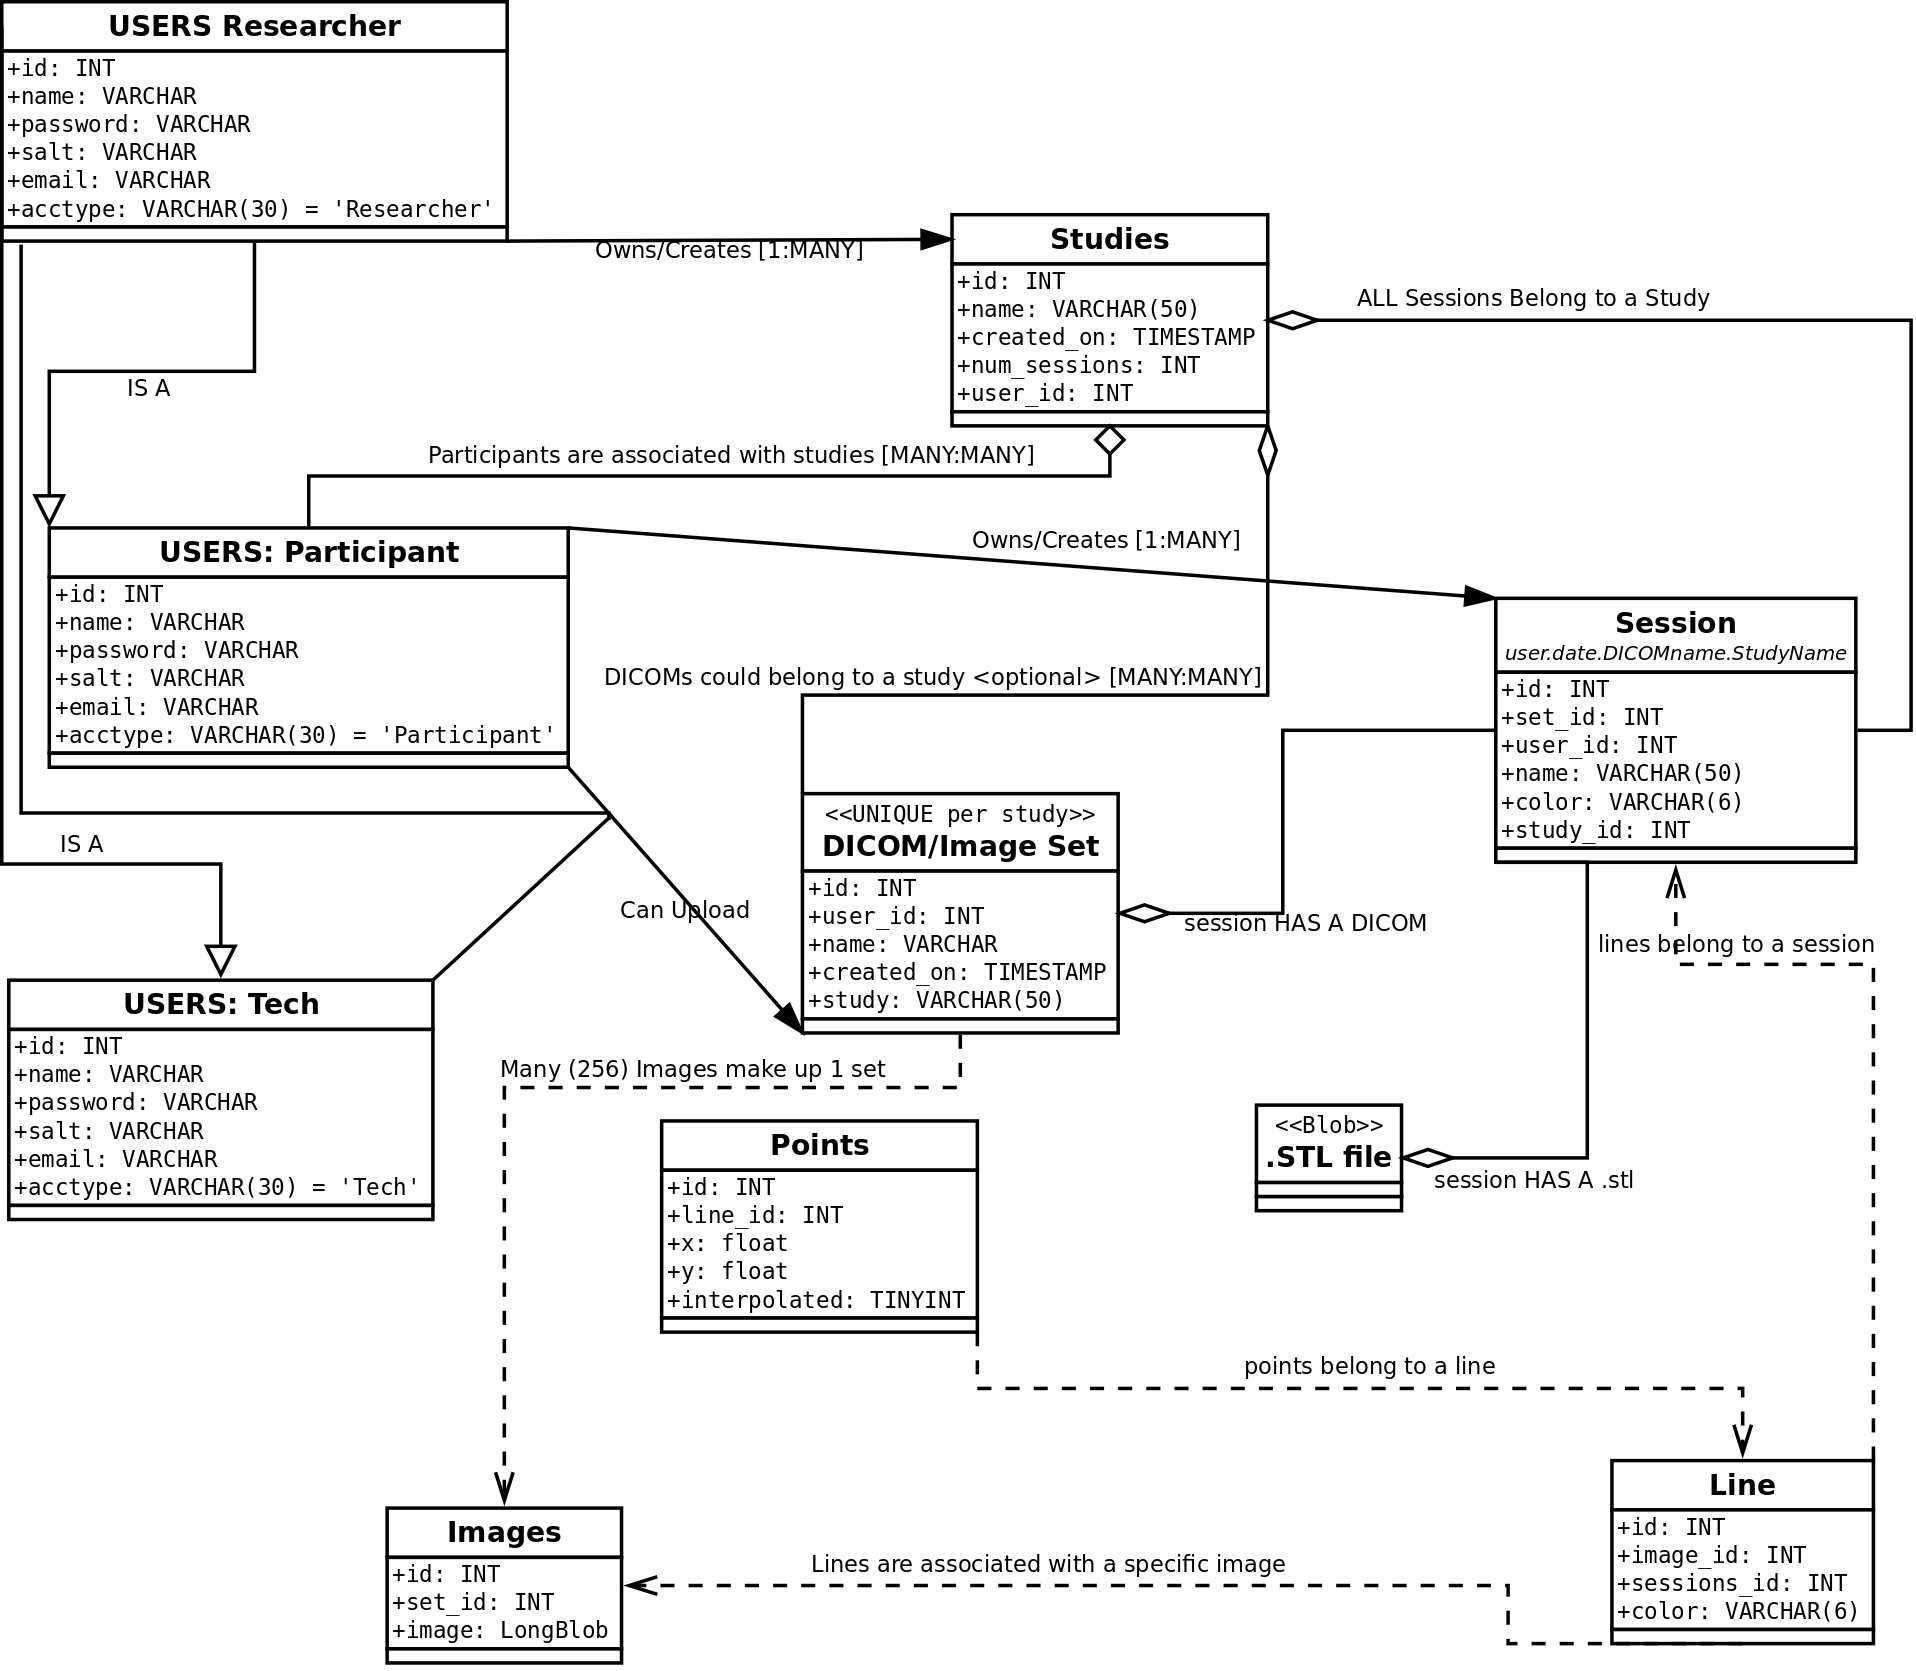 USERS Researcher
+id: INT
+name: VARCHAR
+password: VARCHAR
+salt: VARCHAR
+email: VARCHAR
+acctype: VARCHAR(30) = 'Researcher'
Owns/Creates [1:MANY]
Studies
+id: INT
+name: VARCHAR(50)
+created_on: TIMESTAMP
+num_sessions: INT
+user_id: INT
ALL Sessions Belong to a Study
IS A
Participants are associated with studies [MANY:MANY]
USERS: Participant
+id: INT
+name: VARCHAR
+password: VARCHAR
+salt: VARCHAR
+email: VARCHAR
+acctype: VARCHAR(30) = 'Participant'
Owns/Creates [1:MANY]
Session
user.date.DICOMname.StudyName
+id: INT
+set_id: INT
+user_id: INT
+name: VARCHAR(50)
+color: VARCHAR(6)
+study_id: INT
DICOMs could belong to a study <optional> [MANY:MANY]
<<UNIQUE per study>>
DICOM/Image Set
+id: INT
+user_id: INT
+name: VARCHAR
+created_on: TIMESTAMP
+study: VARCHAR(50)
IS A
Can Upload
session HAS A DICOM
lines belong to a session
USERS: Tech
+id: INT
+name: VARCHAR
+password: VARCHAR
+salt: VARCHAR
+email: VARCHAR
+acctype: VARCHAR(30) = 'Tech'
Many (256) Images make up 1 set
Points
+id: INT
+line_id: INT
+x: float
+y: float
+interpolated: TINYINT
<<Blob>>
.STL file
session HAS A .stl
points belong to a line
Line
+id: INT
+image_id: INT
+sessions_id: INT
+color: VARCHAR(6)
Images
+id: INT
+set_id: INT
+image: LongBlob
Lines are associated with a specific image